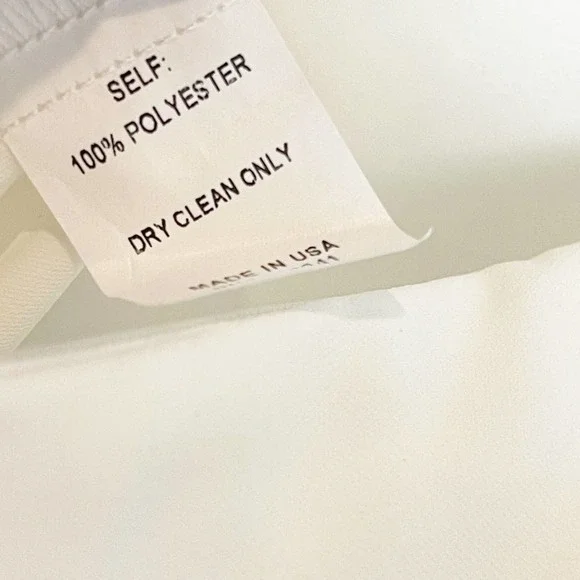 SELF:
100% POLYESTER
DRY CLEAN ONLY
MADE IN USA